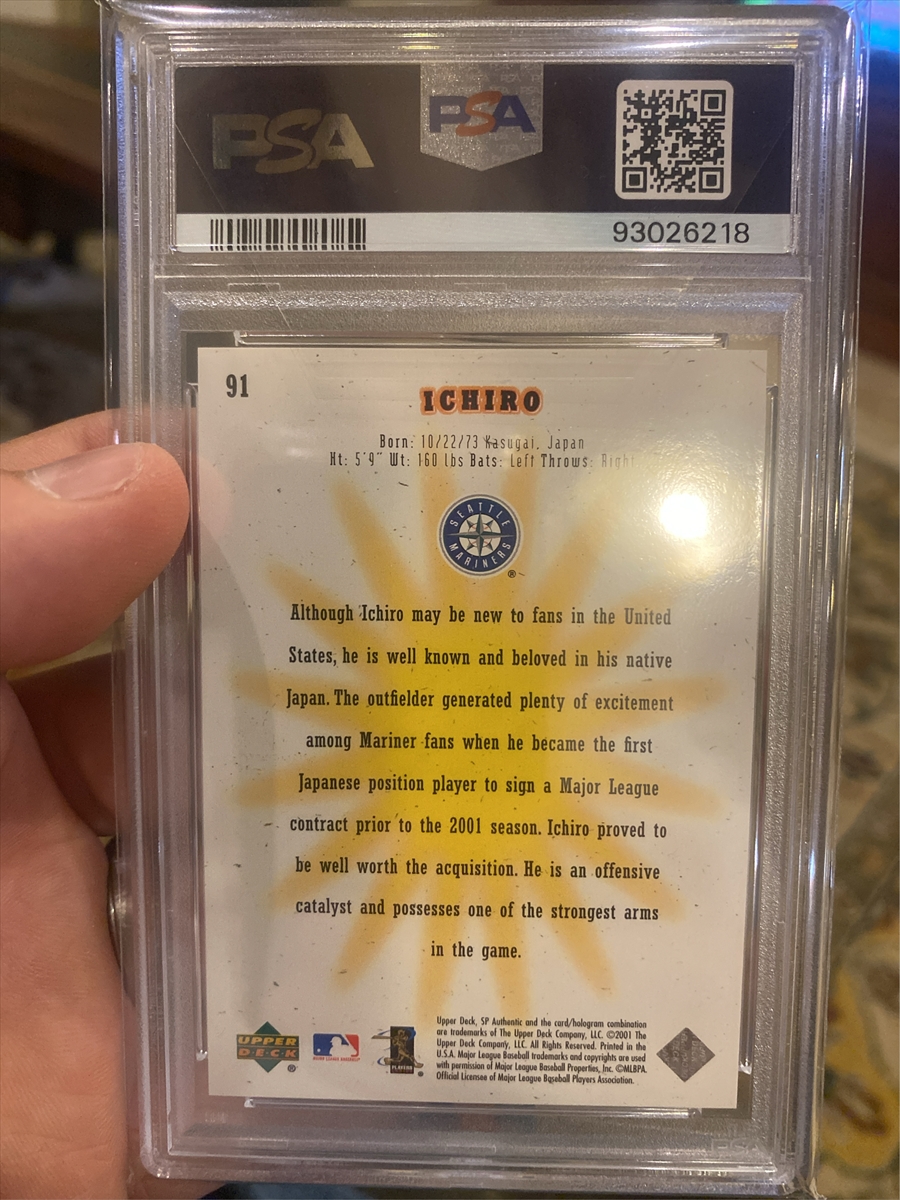 PSA
PSA
93026218
91
ICHIRO
Born: 10/22/73 Kasugai, Japan
Ht: 5'9" Wt: 160 lbs Bats: Left Throws: Right
SEATTLE
MARINERS
®
Although Ichiro may be new to fans in the United
States, he is well known and beloved in his native
Japan. The outfielder generated plenty of excitement
among Mariner fans when he became the first
Japanese position player to sign a Major League
contract prior to the 2001 season. Ichiro proved to
be well worth the acquisition. He is an offensive
catalyst and possesses one of the strongest arms
in the game.
UPPER
DECK
®
PLAYERS
Upper Deck, SP Authentic and the card/hologram combination
are trademarks of The Upper Deck Company, LLC. ©2001 The
Upper Deck Company, LLC. All Rights Reserved. Printed in the
U.S.A. Major League Baseball trademarks and copyrights are used
with permission of Major League Baseball Properties, Inc. ©MLBPA.
Official Licensee of Major League Baseball Players Association.
PSA